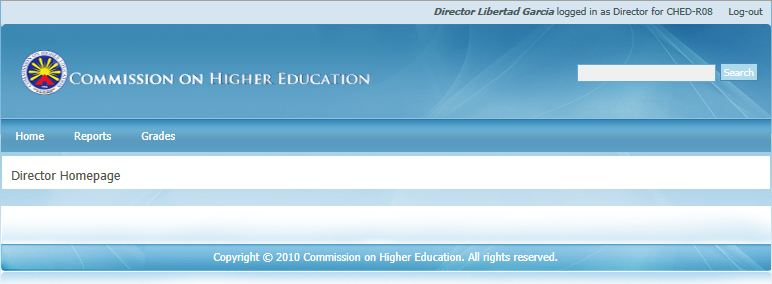 Director Libertad Garcia logged in as Director for CHED-R08 Log-out
COMMISSION ON HIGHER EDUCATION
Search
Home Reports Grades
Director Homepage
Copyright © 2010 Commission on Higher Education. All rights reserved.